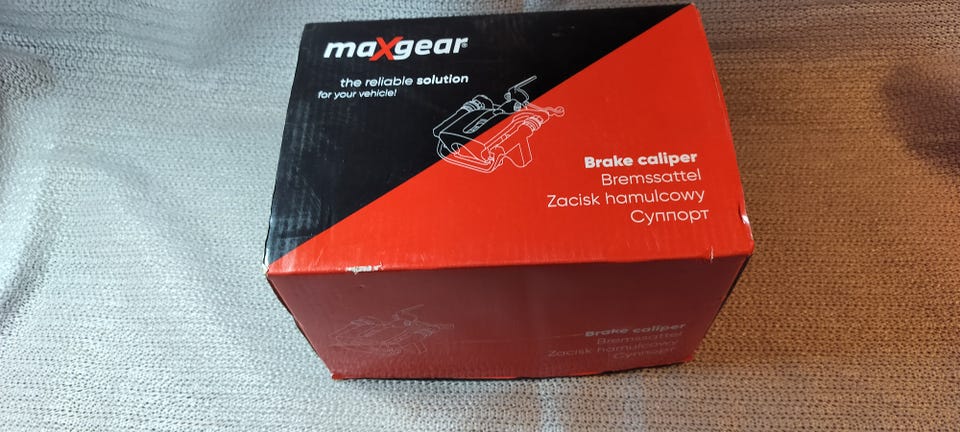 maxgear®
the reliable solution
for your vehicle!
Brake caliper
Bremssattel
Zacisk hamulcowy
Суппорт
Brake caliper
Bremssattel
Zacisk hamulcowy
Суппорт